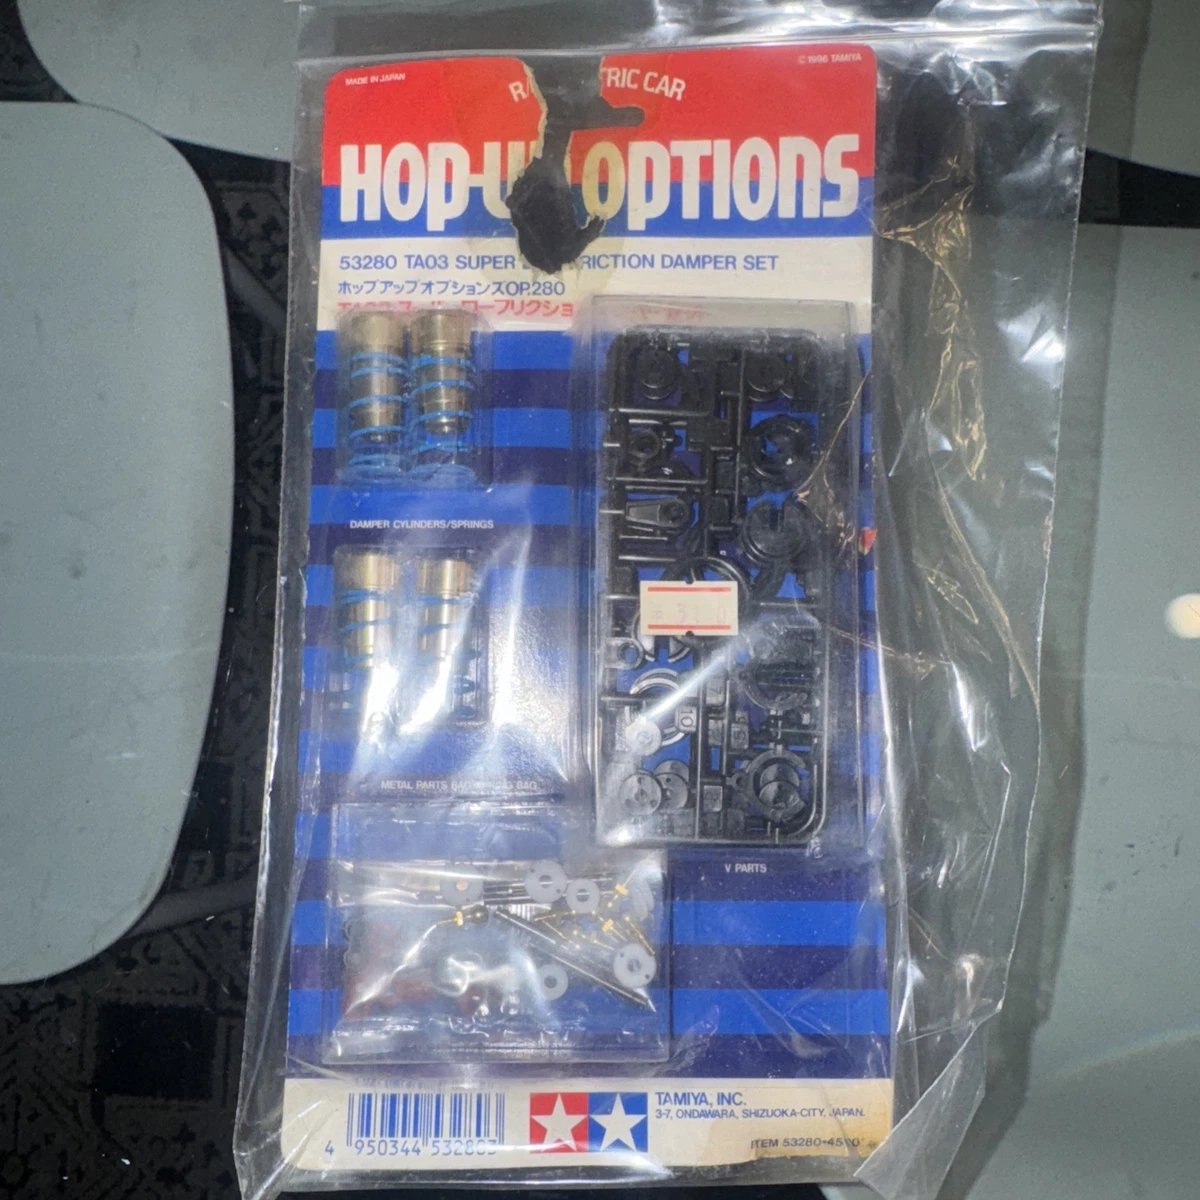 MADE IN JAPAN
© 1996 TAMIYA
RIC CAR
HOP-U OPTIONS
53280 TA03 SUPER RICTION DAMPER SET
ホップアップオプションズOP.280
DAMPER CYLINDERS/SPRINGS
METAL PARTS BAG
V PARTS
4 950344 532803
TAMIYA, INC.
3-7, ONDAWARA, SHIZUOKA-CITY, JAPAN.
ITEM 53280